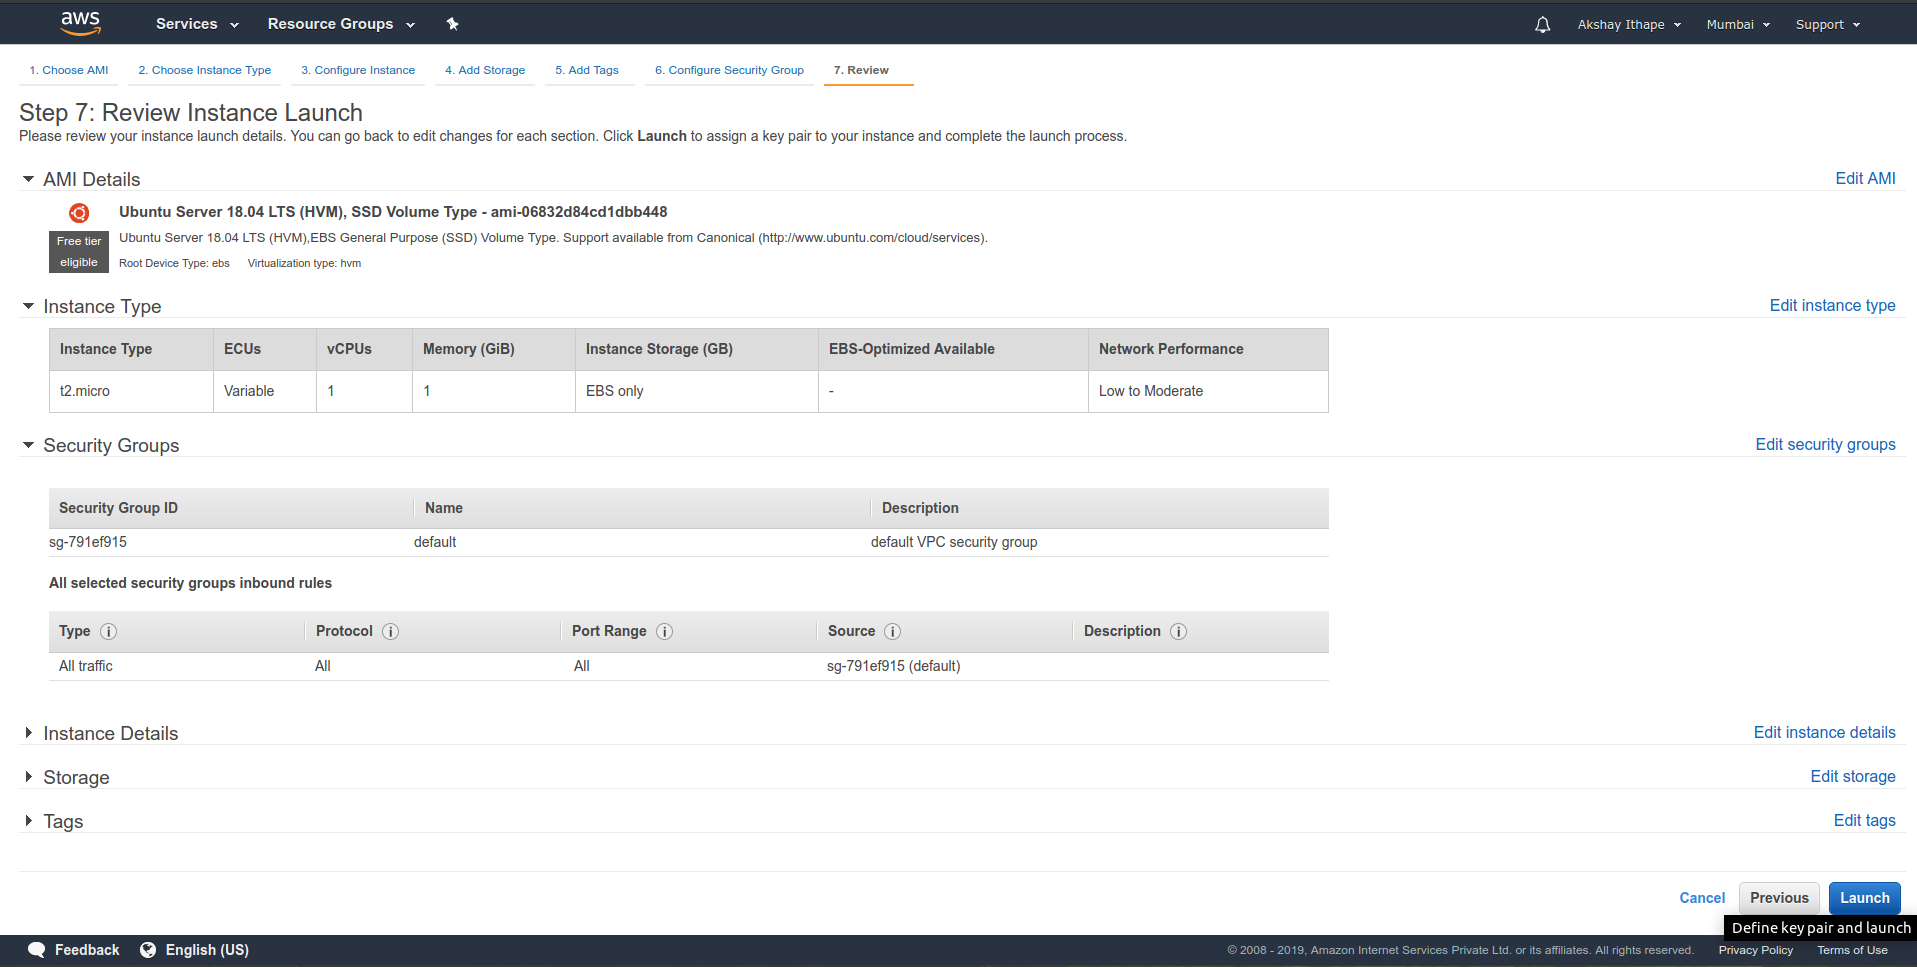 aws Services Resource Groups Akshay Ithape Mumbai Support
1. Choose AMI 2. Choose Instance Type 3. Configure Instance 4. Add Storage 5. Add Tags 6. Configure Security Group 7. Review
Step 7: Review Instance Launch
Please review your instance launch details. You can go back to edit changes for each section. Click Launch to assign a key pair to your instance and complete the launch process.
AMI Details Edit AMI
Ubuntu Server 18.04 LTS (HVM), SSD Volume Type - ami-06832d84cd1dbb448
Free tier eligible
Ubuntu Server 18.04 LTS (HVM),EBS General Purpose (SSD) Volume Type. Support available from Canonical (http://www.ubuntu.com/cloud/services).
Root Device Type: ebs Virtualization type: hvm
Instance Type Edit instance type
Instance Type ECUs vCPUs Memory (GiB) Instance Storage (GB) EBS-Optimized Available Network Performance
t2.micro Variable 1 1 EBS only - Low to Moderate
Security Groups Edit security groups
Security Group ID Name Description
sg-791ef915 default default VPC security group
All selected security groups inbound rules
Type i Protocol i Port Range i Source i Description i
All traffic All All sg-791ef915 (default)
Instance Details Edit instance details
Storage Edit storage
Tags Edit tags
Cancel Previous Launch
Define key pair and launch
Feedback English (US) © 2008 - 2019, Amazon Internet Services Private Ltd. or its affiliates. All rights reserved. Privacy Policy Terms of Use